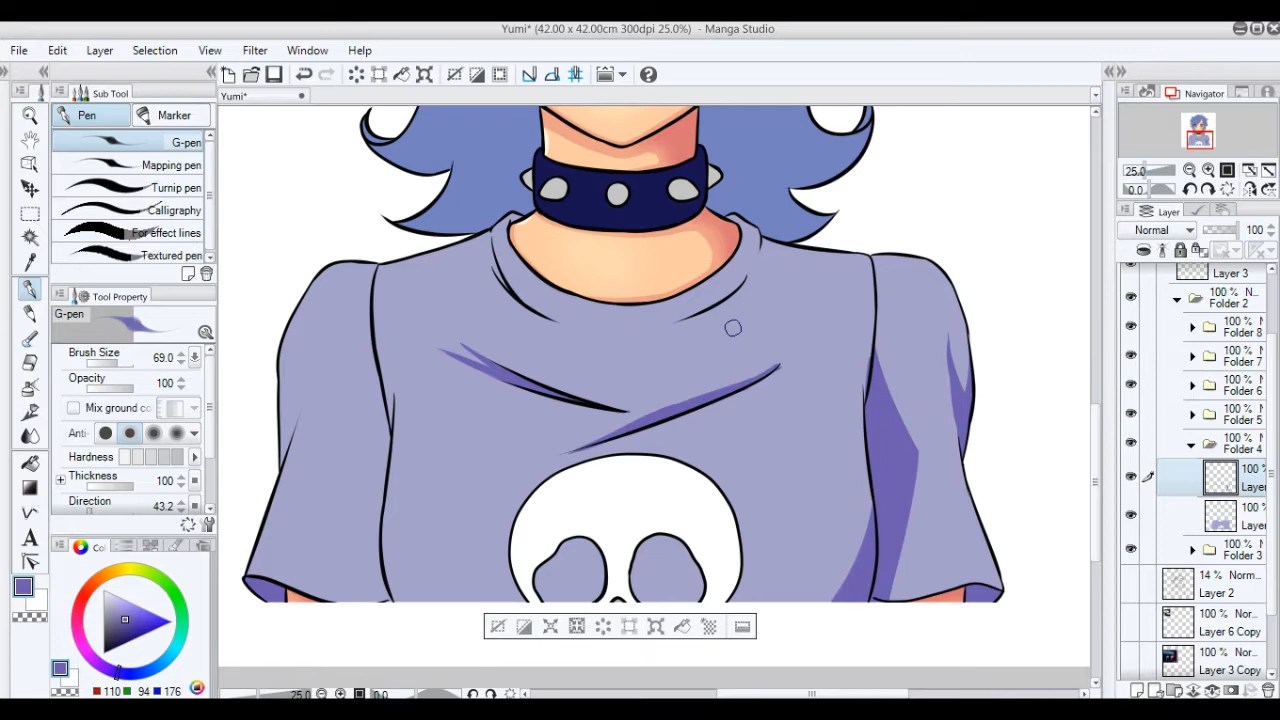 Yumi* (42.00 x 42.00cm 300dpi 25.0%)  - Manga Studio
File Edit Layer Selection View Filter Window Help
Sub Tool
Yumi*
Navigator
Pen Marker
G-pen
Mapping pen
Turnip pen
Calligraphy
For effect lines
Textured pen
25.0
0.0
Layer
Normal 100
Layer 3
100 % N...
Folder 2
100 % N
Folder 8
100 % N
Folder 7
100 % N
Folder 6
100 % N
Folder 5
100 % N
Folder 4
100 %
Layer
100 %
Layer
100 % N
Folder 3
14 % Norm...
Layer 2
100 % Nor...
Layer 6 Copy
100 % Nor...
Layer 3 Copy
Tool Property
G-pen
Brush Size 69.0
Opacity 100
Mix ground co
Anti-
Hardness
Thickness 100
Direction 43.2
Col
110 94 176
25.0 0.0